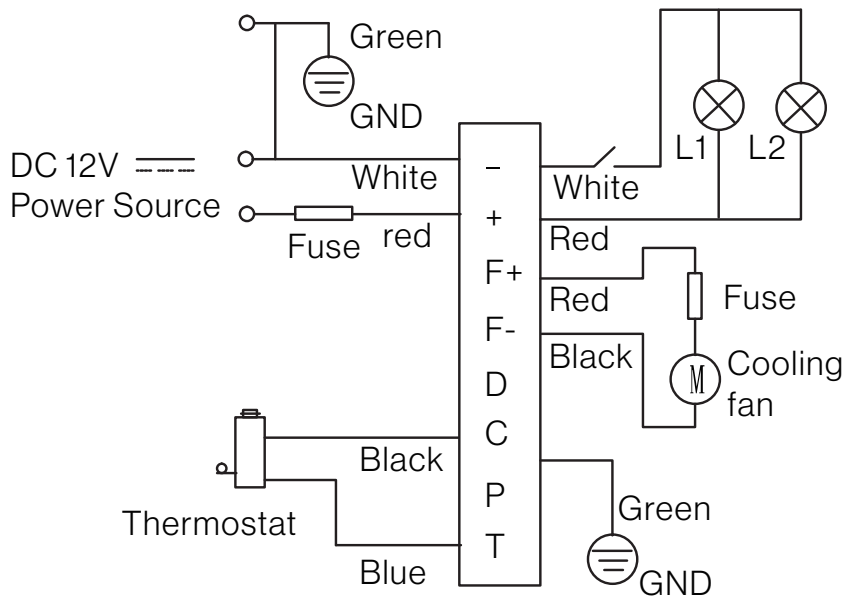 Green
GND
DC 12V
Power Source
White
Fuse
red
−
+
F+
F-
D
C
P
T
White
L1
L2
Red
Red
Fuse
Black
Cooling
fan
M
Thermostat
Black
Blue
Green
GND